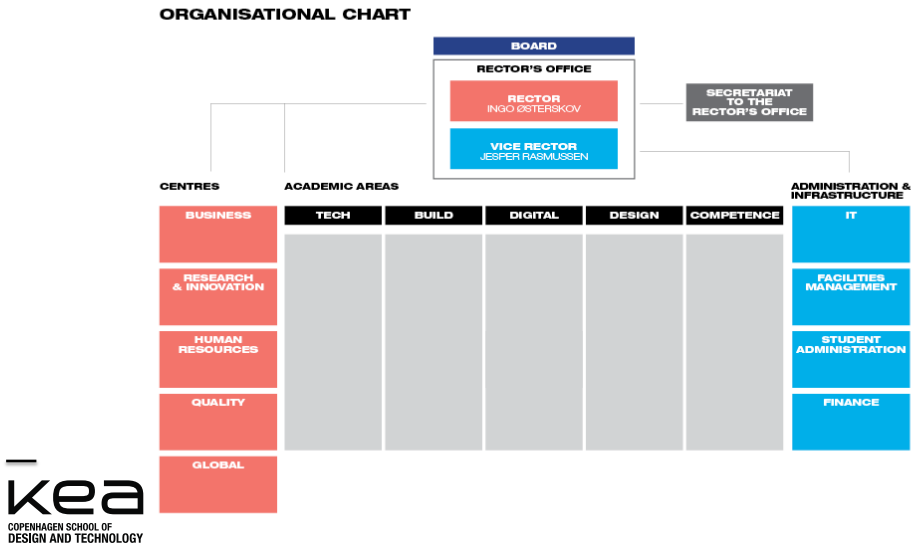 ORGANISATIONAL CHART
BOARD
RECTOR'S OFFICE
RECTOR
INGO ØSTERSKOV
SECRETARIAT
TO THE
RECTOR'S OFFICE
VICE RECTOR
JESPER RASMUSSEN
CENTRES
ACADEMIC AREAS
ADMINISTRATION &
INFRASTRUCTURE
BUSINESS
TECH
BUILD
DIGITAL
DESIGN
COMPETENCE
IT
RESEARCH
& INNOVATION
FACILITIES
MANAGEMENT
HUMAN
RESOURCES
STUDENT
ADMINISTRATION
QUALITY
FINANCE
GLOBAL
kea
COPENHAGEN SCHOOL OF
DESIGN AND TECHNOLOGY